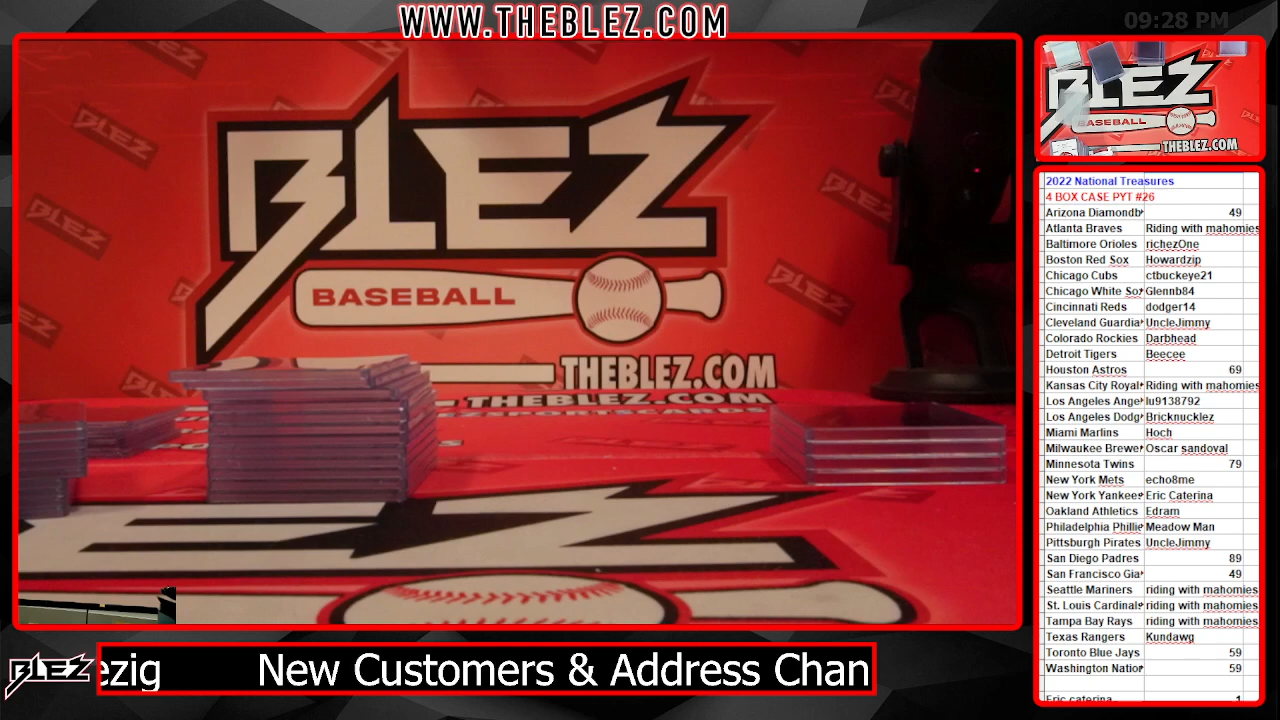 WWW.THEBLEZ.COM
09:28 PM
BLEZ
BASEBALL
THEBLEZ.COM
THEBLEZ.COM
BLEZ
BASEBALL
THEBLEZ.COM
2022 National Treasures
4 BOX CASE PYT #26
Arizona Diamondb 49
Atlanta Braves Riding with mahomies
Baltimore Orioles richezOne
Boston Red Sox Howardzip
Chicago Cubs ctbuckeye21
Chicago White Sox Glennb84
Cincinnati Reds dodger14
Cleveland Guardia UncleJimmy
Colorado Rockies Darbhead
Detroit Tigers Beecee
Houston Astros 69
Kansas City Royal Riding with mahomies
Los Angeles Ange lu9138792
Los Angeles Dodg Bricknucklez
Miami Marlins Hoch
Milwaukee Brewe Oscar sandoval
Minnesota Twins 79
New York Mets echo8me
New York Yankees Eric Caterina
Oakland Athletics Edram
Philadelphia Phillie Meadow Man
Pittsburgh Pirates UncleJimmy
San Diego Padres 89
San Francisco Gia 49
Seattle Mariners riding with mahomies
St. Louis Cardinals riding with mahomies
Tampa Bay Rays riding with mahomies
Texas Rangers Kundawg
Toronto Blue Jays 59
Washington Nation 59
Eric caterina 1
BLEZ
ezig New Customers & Address Chan